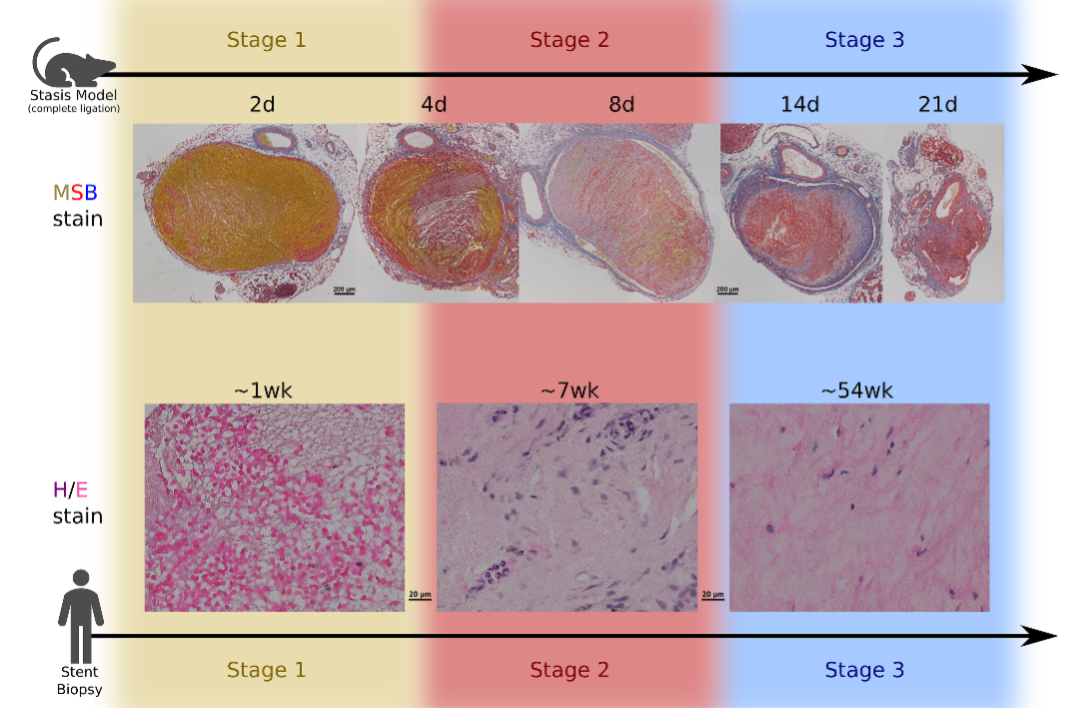 Stage 1
Stage 2
Stage 3
Stasis Model
(complete ligation)
2d
4d
8d
14d
21d
MSB
stain
200 µm
200 µm
~1wk
~7wk
~54wk
H/E
stain
20 µm
20 µm
Stent
Biopsy
Stage 1
Stage 2
Stage 3